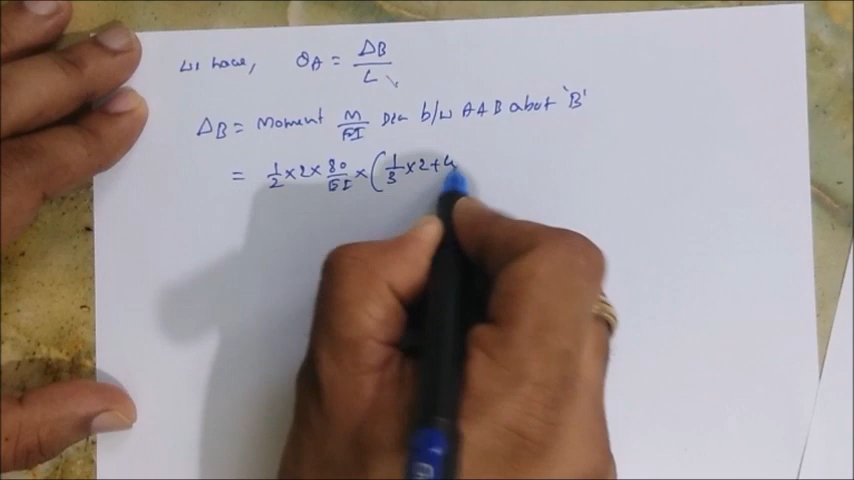 we have, θA = ΔB / L
ΔB = Moment M/EI Dia b/w A & B about 'B'
= 1/2 × 2 × 80/EI × (1/3 × 2 + 4